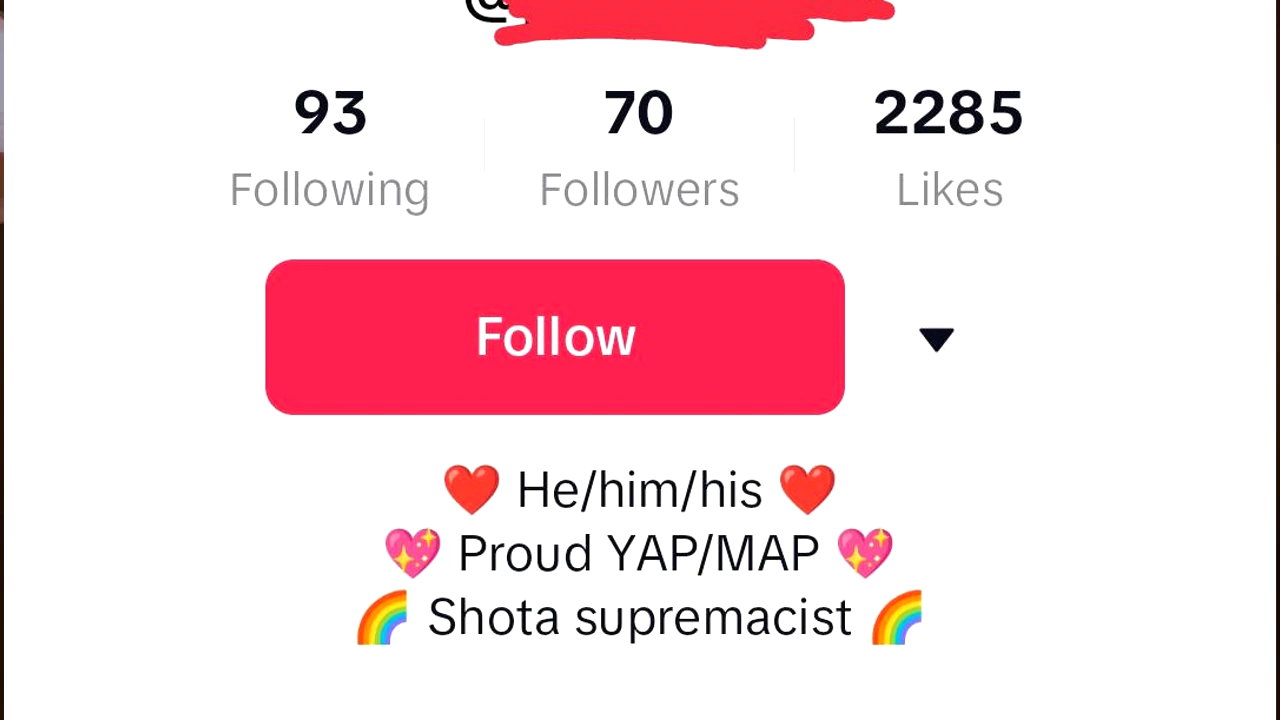 @
93 70 2285
Following Followers Likes
Follow
❤️ He/him/his ❤️
💖 Proud YAP/MAP 💖
🌈 Shota supremacist 🌈